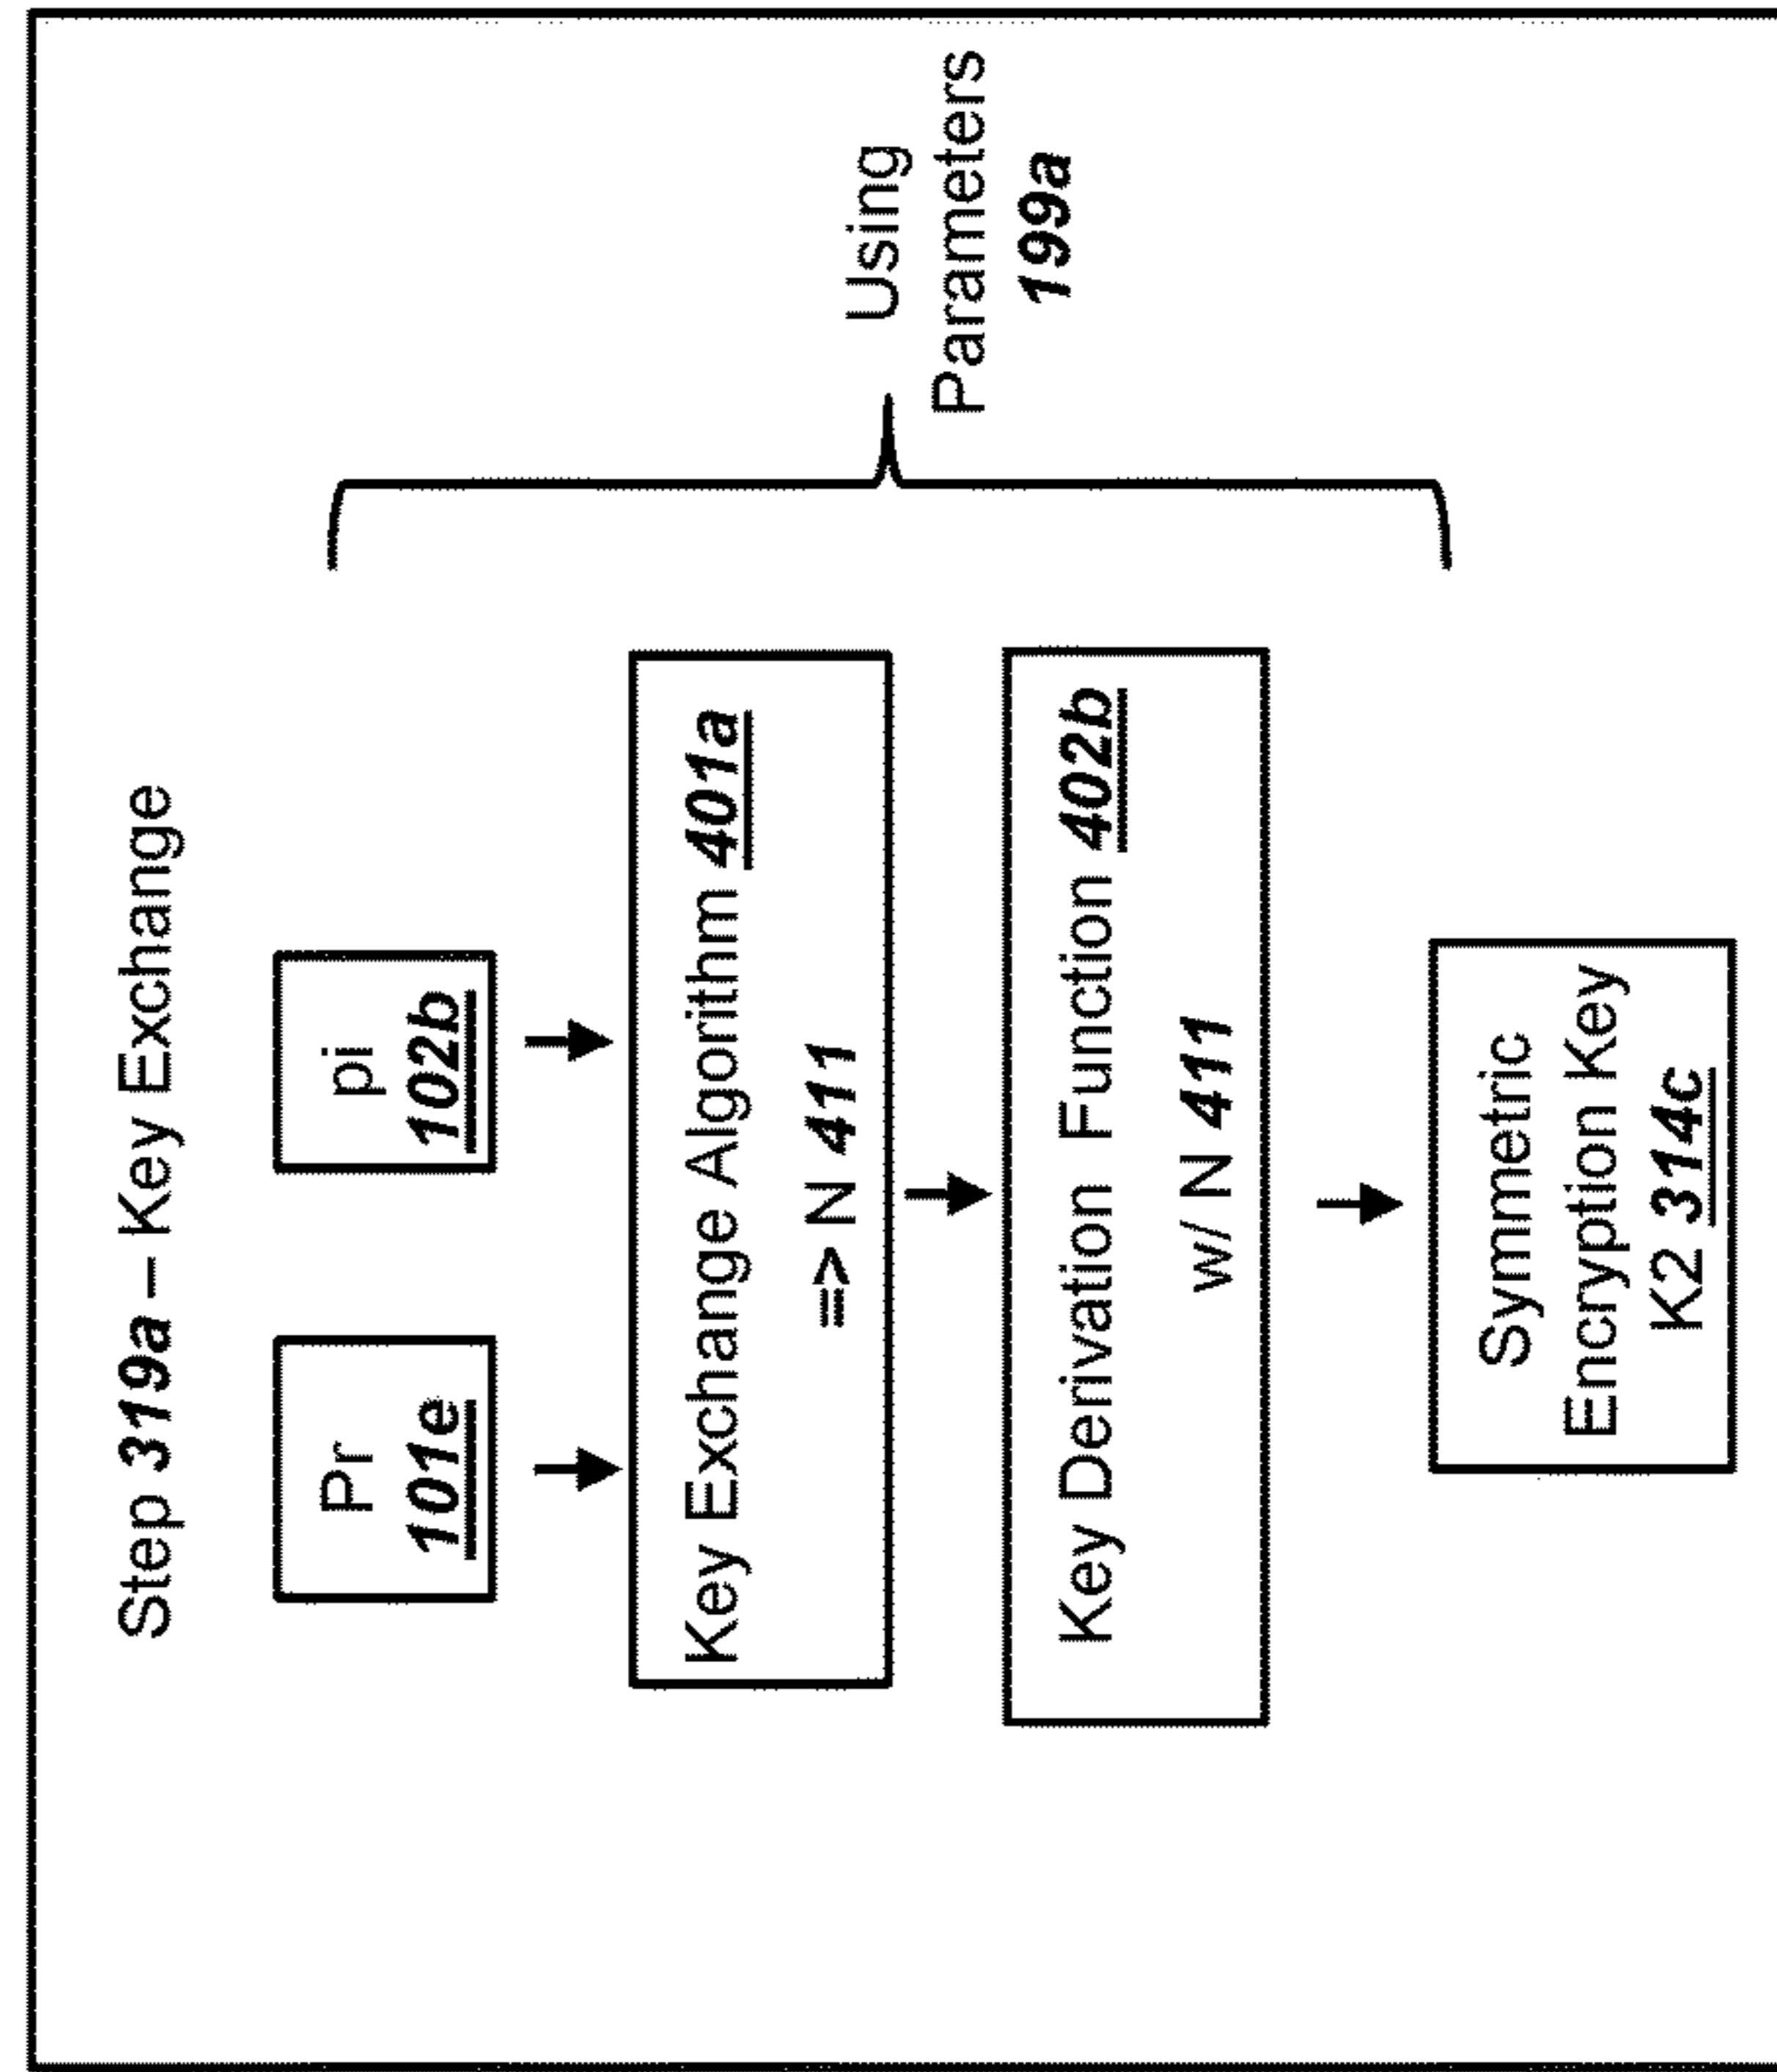 Step 319a – Key Exchange
Pr
101e
pi
102b
Key Exchange Algorithm 401a
=> N 411
Key Derivation Function 402b
w/ N 411
Symmetric
Encryption Key
K2 314c
Using
Parameters
199a